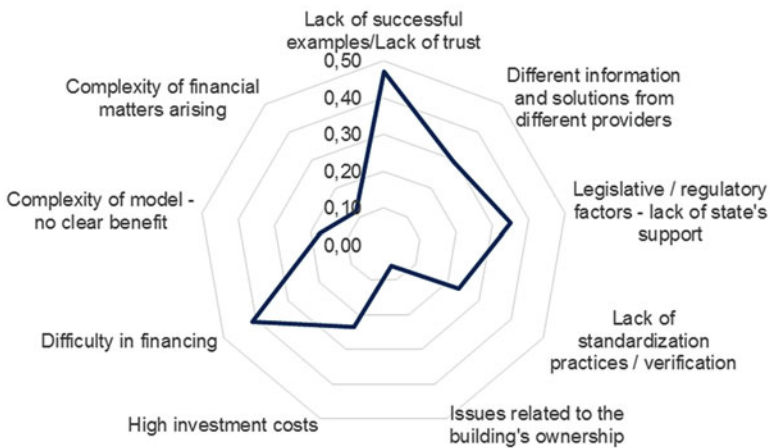 Lack of successful
examples/Lack of trust
0,50
0,40
0,30
0,20
0,10
0,00
Different information
and solutions from
different providers
Legislative / regulatory
factors - lack of state's
support
Lack of
standardization
practices / verification
Issues related to the
building's ownership
High investment costs
Difficulty in financing
Complexity of model -
no clear benefit
Complexity of financial
matters arising